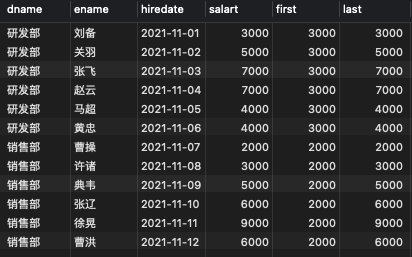 dname ename hiredate salart first last
研发部 刘备 2021-11-01 3000 3000 3000
研发部 关羽 2021-11-02 5000 3000 5000
研发部 张飞 2021-11-03 7000 3000 7000
研发部 赵云 2021-11-04 7000 3000 7000
研发部 马超 2021-11-05 4000 3000 4000
研发部 黄忠 2021-11-06 4000 3000 4000
销售部 曹操 2021-11-07 2000 2000 2000
销售部 许诸 2021-11-08 3000 2000 3000
销售部 典韦 2021-11-09 5000 2000 5000
销售部 张辽 2021-11-10 6000 2000 6000
销售部 徐晃 2021-11-11 9000 2000 9000
销售部 曹洪 2021-11-12 6000 2000 6000